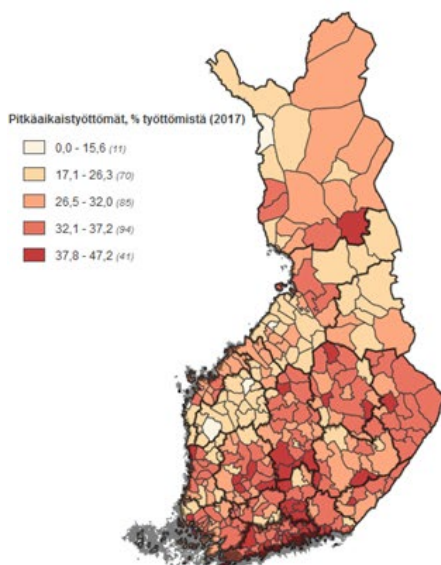 Pitkäaikaistyöttömät, % työttömistä (2017)
0,0 - 15,6 (11)
17,1 - 26,3 (70)
26,5 - 32,0 (85)
32,1 - 37,2 (94)
37,8 - 47,2 (41)